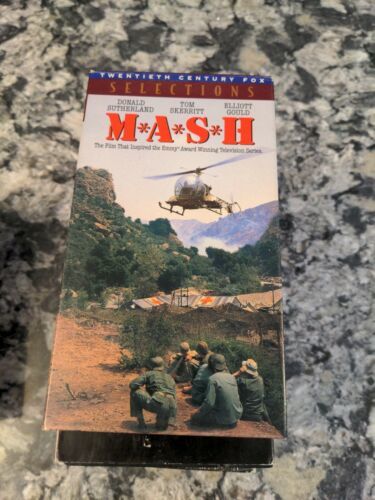 TWENTIETH CENTURY FOX
SELECTIONS
DONALD SUTHERLAND TOM SKERRITT ELLIOTT GOULD
M*A*S*H
The Film That Inspired the Emmy® Award Winning Television Series.